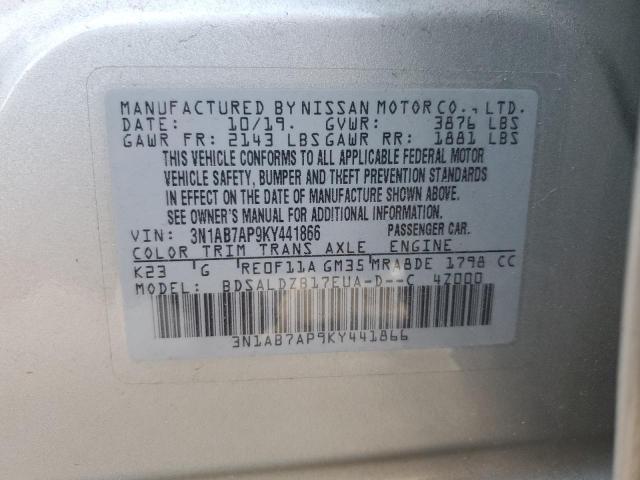 MANUFACTURED BY NISSAN MOTOR CO., LTD.
DATE: 10/19. GVWR: 3876 LBS
GAWR FR: 2143 LBS GAWR RR: 1881 LBS
THIS VEHICLE CONFORMS TO ALL APPLICABLE FEDERAL MOTOR
VEHICLE SAFETY, BUMPER AND THEFT PREVENTION STANDARDS
IN EFFECT ON THE DATE OF MANUFACTURE SHOWN ABOVE.
SEE OWNER'S MANUAL FOR ADDITIONAL INFORMATION.
VIN: 3N1AB7AP9KY441866 PASSENGER CAR.
COLOR TRIM TRANS AXLE ENGINE
K23 G RE0F11A GM35 MRA8DE 1798 CC
MODEL: BDSALDZB17EUA-D--C 4Z000
3N1AB7AP9KY441866